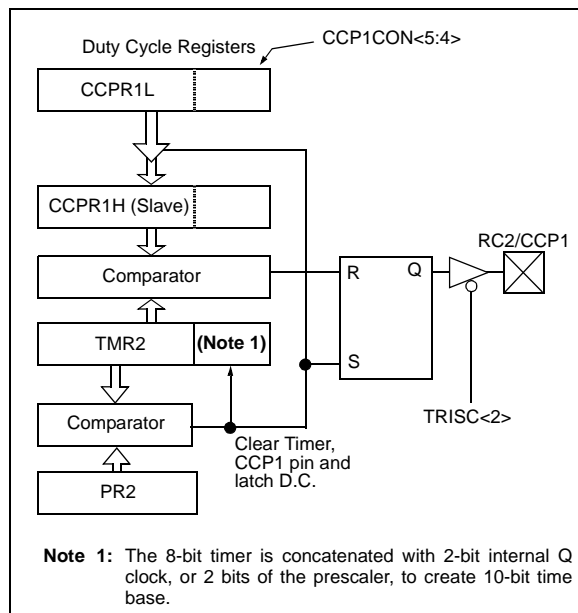 Duty Cycle Registers
CCP1CON<5:4>
CCPR1L
CCPR1H (Slave)
Comparator
R
Q
S
RC2/CCP1
TMR2
(Note 1)
TRISC<2>
Comparator
Clear Timer,
CCP1 pin and
latch D.C.
PR2
Note 1: The 8-bit timer is concatenated with 2-bit internal Q
clock, or 2 bits of the prescaler, to create 10-bit time
base.